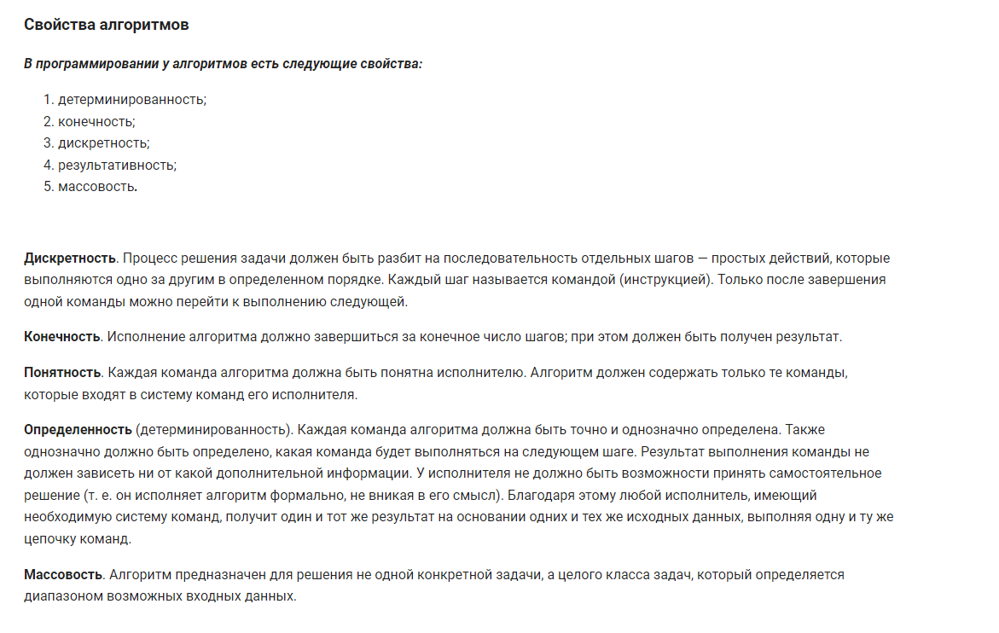 Свойства алгоритмов
В программировании у алгоритмов есть следующие свойства:
1. детерминированность;
2. конечность;
3. дискретность;
4. результативность;
5. массовость.
Дискретность. Процесс решения задачи должен быть разбит на последовательность отдельных шагов — простых действий, которые
выполняются одно за другим в определенном порядке. Каждый шаг называется командой (инструкцией). Только после завершения
одной команды можно перейти к выполнению следующей.
Конечность. Исполнение алгоритма должно завершиться за конечное число шагов; при этом должен быть получен результат.
Понятность. Каждая команда алгоритма должна быть понятна исполнителю. Алгоритм должен содержать только те команды,
которые входят в систему команд его исполнителя.
Определенность (детерминированность). Каждая команда алгоритма должна быть точно и однозначно определена. Также
однозначно должно быть определено, какая команда будет выполняться на следующем шаге. Результат выполнения команды не
должен зависеть ни от какой дополнительной информации. У исполнителя не должно быть возможности принять самостоятельное
решение (т. е. он исполняет алгоритм формально, не вникая в его смысл). Благодаря этому любой исполнитель, имеющий
необходимую систему команд, получит один и тот же результат на основании одних и тех же исходных данных, выполняя одну и ту же
цепочку команд.
Массовость. Алгоритм предназначен для решения не одной конкретной задачи, а целого класса задач, который определяется
диапазоном возможных входных данных.